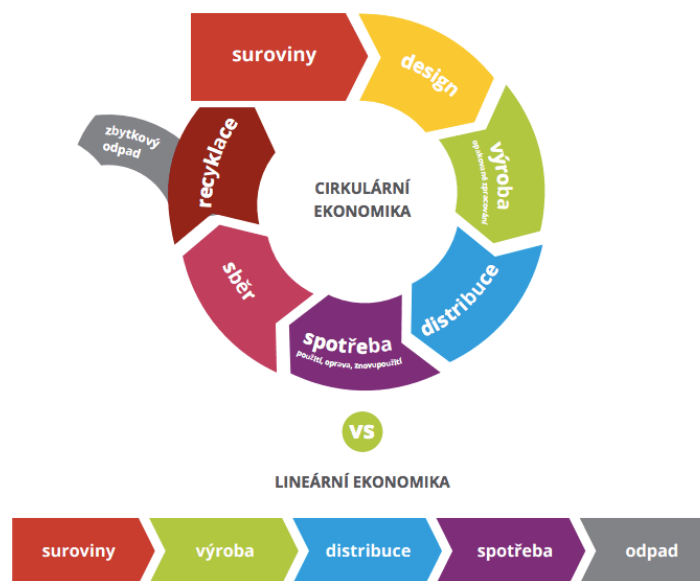 suroviny
design
výroba
opakované zpracování
distribuce
spotřeba
použití, oprava, znovupoužití
sběr
recyklace
zbytkový
odpad
CIRKULÁRNÍ
EKONOMIKA
VS
LINEÁRNÍ EKONOMIKA
suroviny
výroba
distribuce
spotřeba
odpad